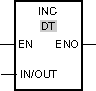 INC
DT
EN ENO
IN/OUT